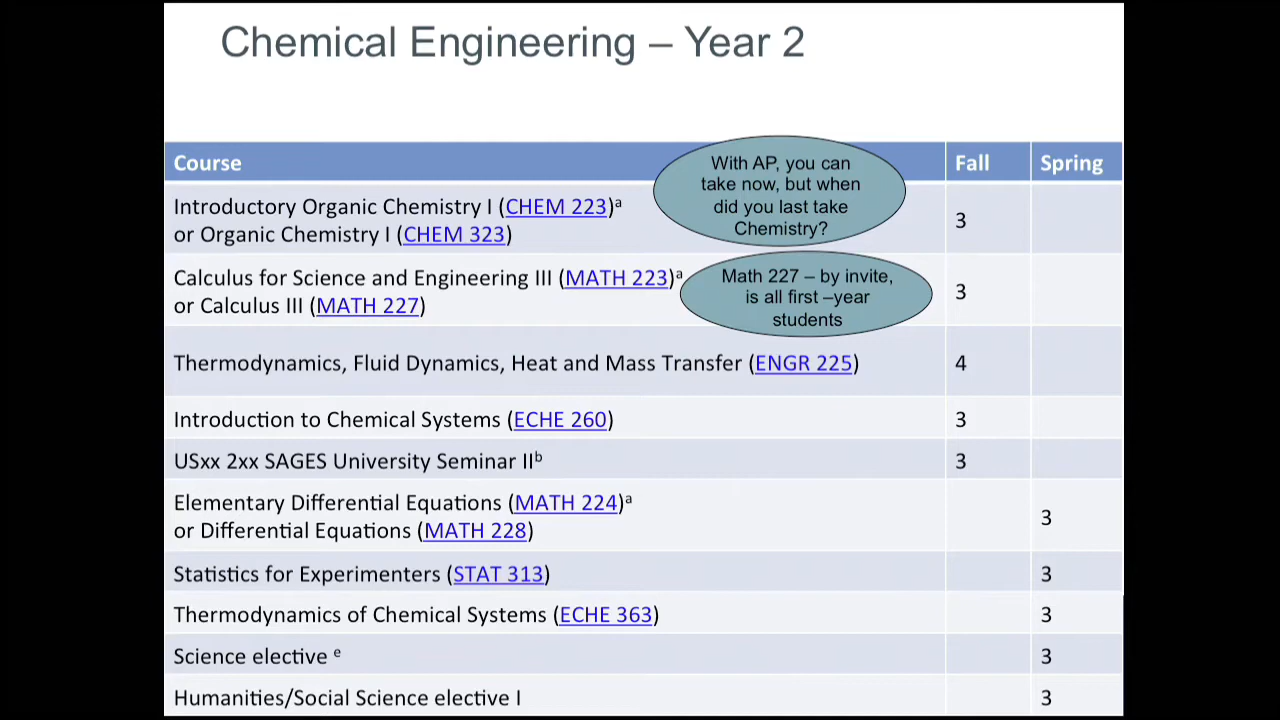 Chemical Engineering – Year 2
Course Fall Spring
Introductory Organic Chemistry I (CHEM 223)ᵃ
or Organic Chemistry I (CHEM 323)
3
With AP, you can
take now, but when
did you last take
Chemistry?
Calculus for Science and Engineering III (MATH 223)ᵃ
or Calculus III (MATH 227)
3
Math 227 – by invite,
is all first –year
students
Thermodynamics, Fluid Dynamics, Heat and Mass Transfer (ENGR 225) 4
Introduction to Chemical Systems (ECHE 260) 3
USxx 2xx SAGES University Seminar IIᵇ 3
Elementary Differential Equations (MATH 224)ᵃ
or Differential Equations (MATH 228)
3
Statistics for Experimenters (STAT 313) 3
Thermodynamics of Chemical Systems (ECHE 363) 3
Science elective ᵉ 3
Humanities/Social Science elective I 3